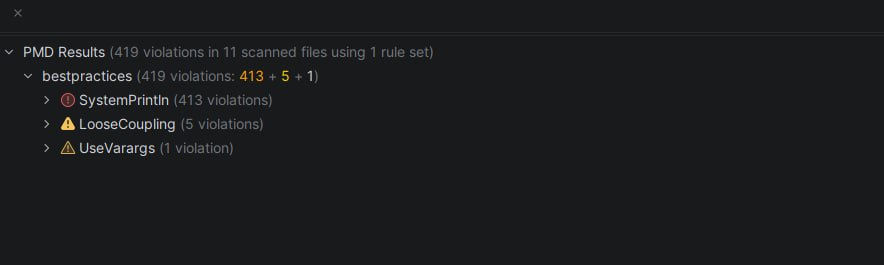 PMD Results (419 violations in 11 scanned files using 1 rule set)
bestpractices (419 violations: 413 + 5 + 1)
SystemPrintln (413 violations)
LooseCoupling (5 violations)
UseVarargs (1 violation)